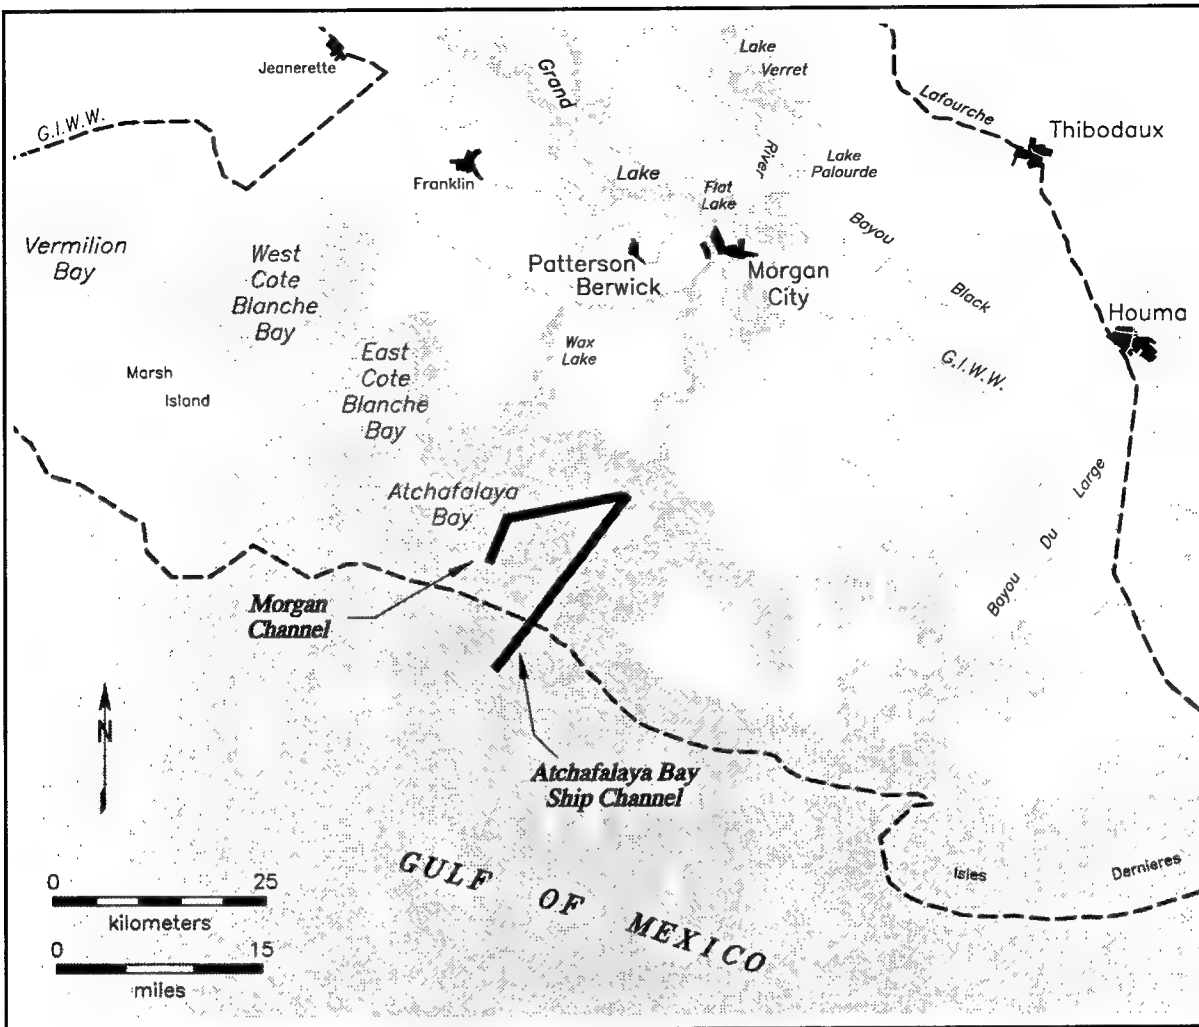 Jeanerette
G.I.W.W.
Grand
Lake
Verret
Lafourche
Thibodaux
Franklin
Lake
River
Lake
Palourde
Flat
Lake
Vermilion
Bay
West
Cote
Blanche
Bay
Patterson
Berwick
Morgan
City
Bayou
Black
Houma
Wax
Lake
G.I.W.W.
Marsh
Island
East
Cote
Blanche
Bay
Atchafalaya
Bay
Bayou
Du
Large
Morgan
Channel
N
Atchafalaya Bay
Ship Channel
GULF OF MEXICO
Isles Dernieres
0 25
kilometers
0 15
miles